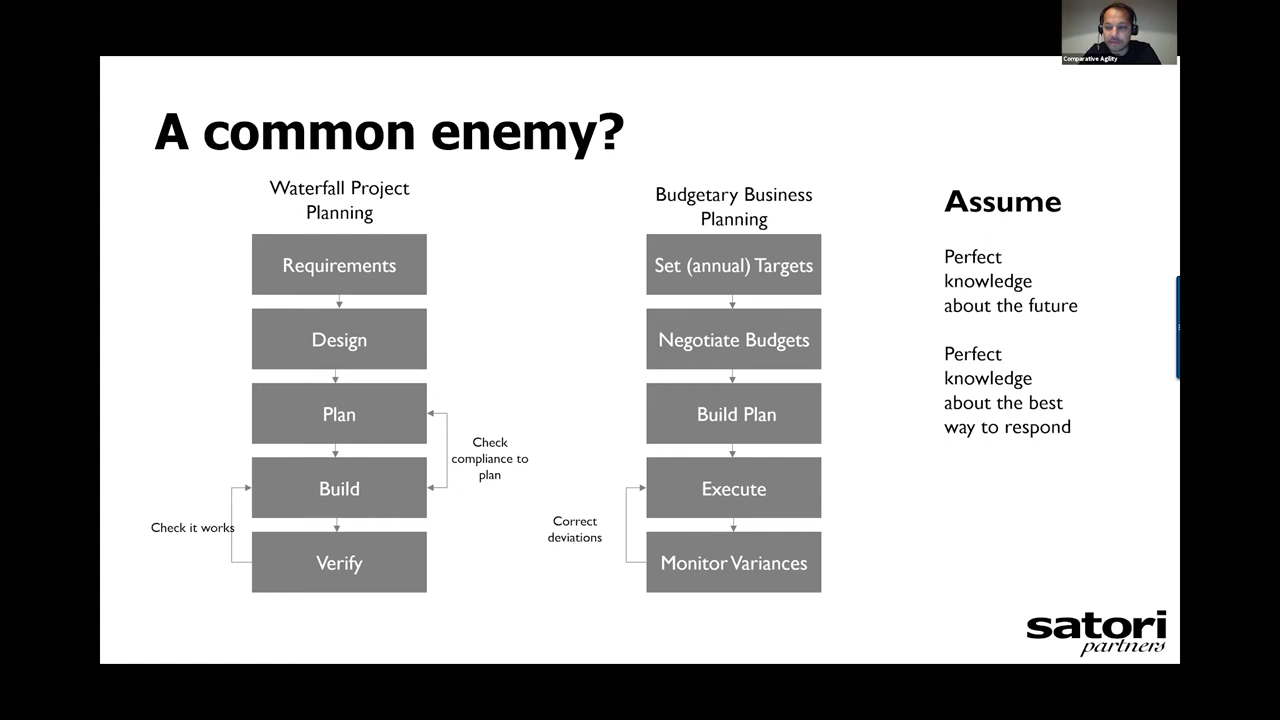 Comparative Agility
A common enemy?
Waterfall Project
Planning
Requirements
Design
Plan
Build
Verify
Check
compliance to
plan
Check it works
Budgetary Business
Planning
Set (annual) Targets
Negotiate Budgets
Build Plan
Execute
Monitor Variances
Correct
deviations
Assume
Perfect
knowledge
about the future
Perfect
knowledge
about the best
way to respond
satori
partners